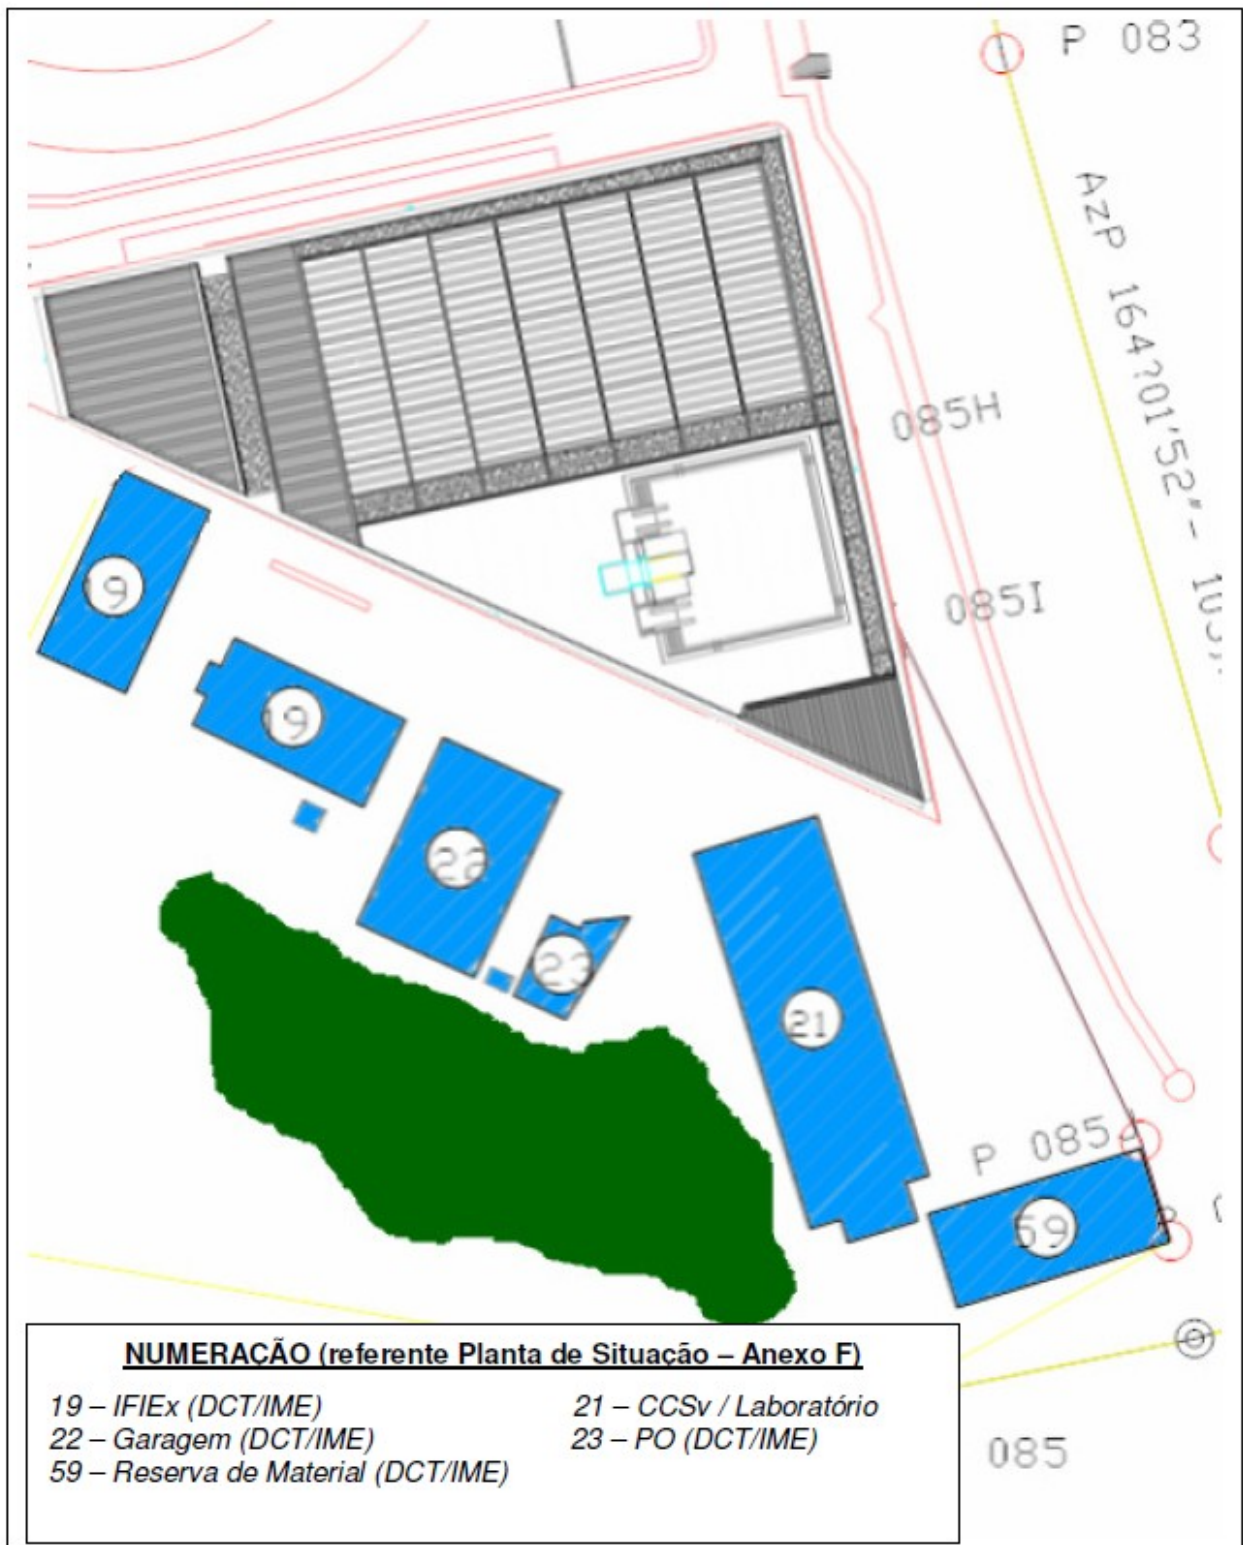 P 083
AzP 164?01'52"-
085H
085I
9
19
22
23
21
P 085J
59
NUMERAÇÃO (referente Planta de Situação – Anexo F)
19 – IFIEx (DCT/IME)
21 – CCSv / Laboratório
22 – Garagem (DCT/IME)
23 – PO (DCT/IME)
59 – Reserva de Material (DCT/IME)
085